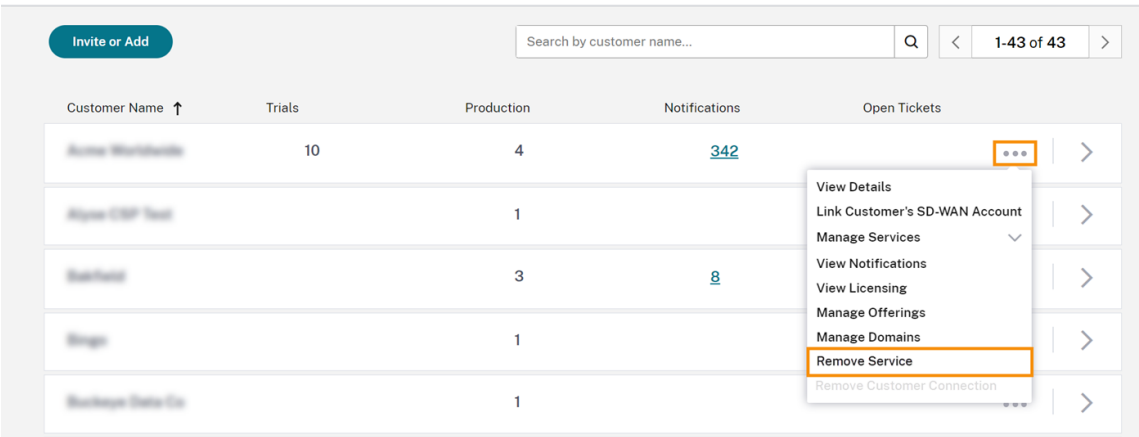 Invite or Add
Search by customer name...
1-43 of 43
Customer Name ↑ Trials Production Notifications Open Tickets
10 4 342
View Details
Link Customer's SD-WAN Account
1
Manage Services
View Notifications
3 8
View Licensing
Manage Offerings
Manage Domains
1
Remove Service
Remove Customer Connection
1